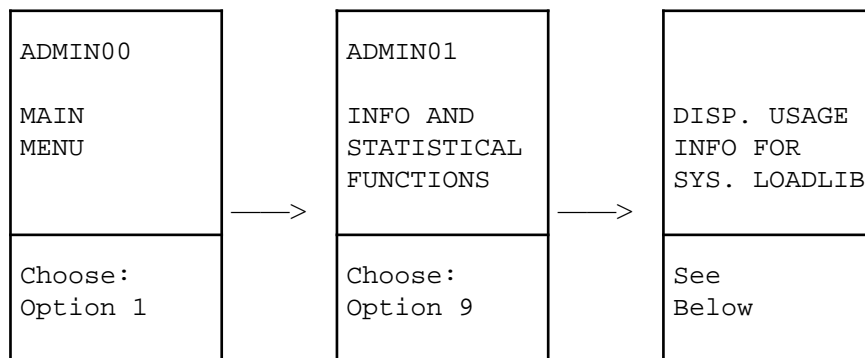 ADMIN00
MAIN
MENU
Choose:
Option 1
————>
ADMIN01
INFO AND
STATISTICAL
FUNCTIONS
Choose:
Option 9
————>
DISP. USAGE
INFO FOR
SYS. LOADLIB
See
Below